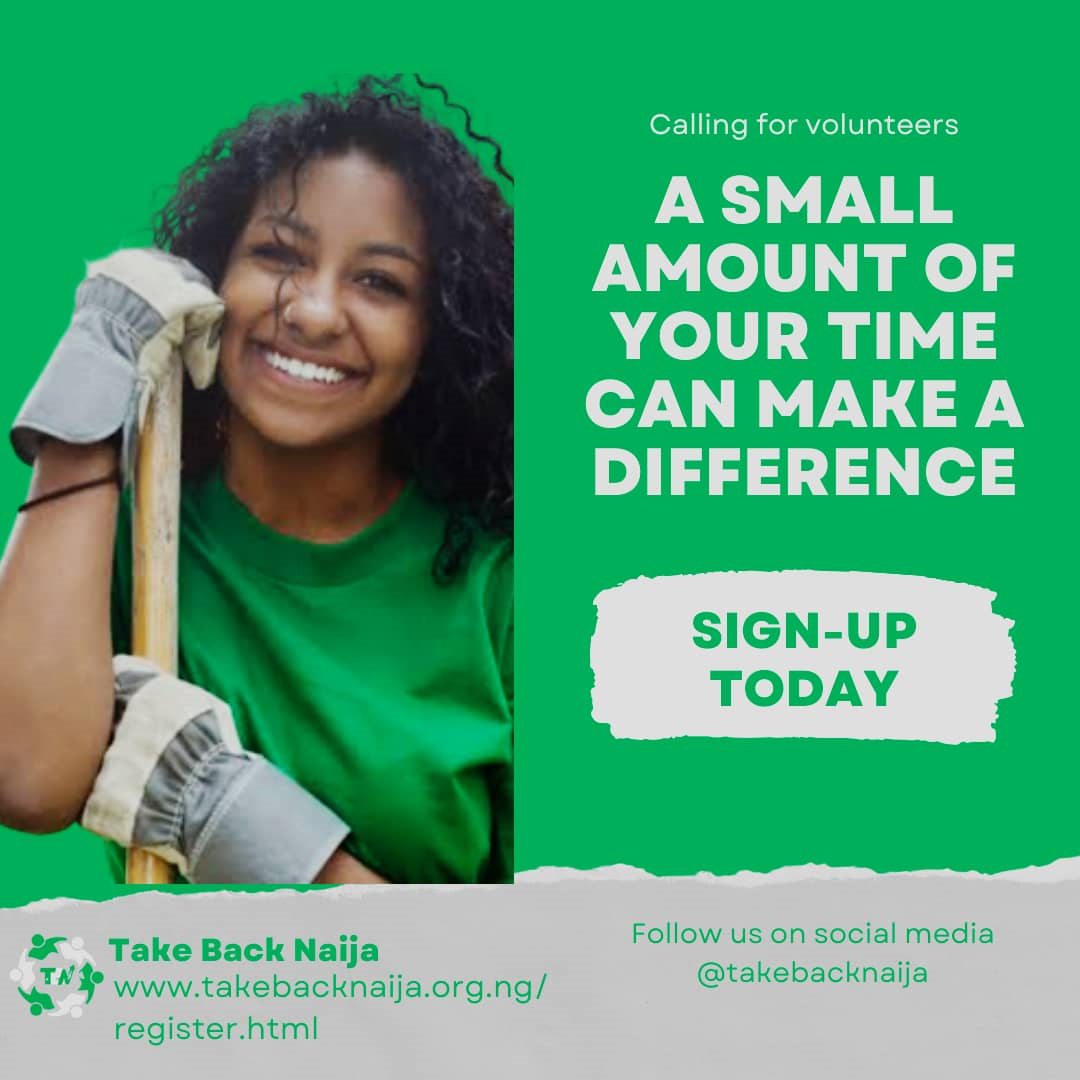 Calling for volunteers
A SMALL
AMOUNT OF
YOUR TIME
CAN MAKE A
DIFFERENCE
SIGN-UP
TODAY
TN
Take Back Naija
www.takebacknaija.org.ng/
register.html
Follow us on social media
@takebacknaija